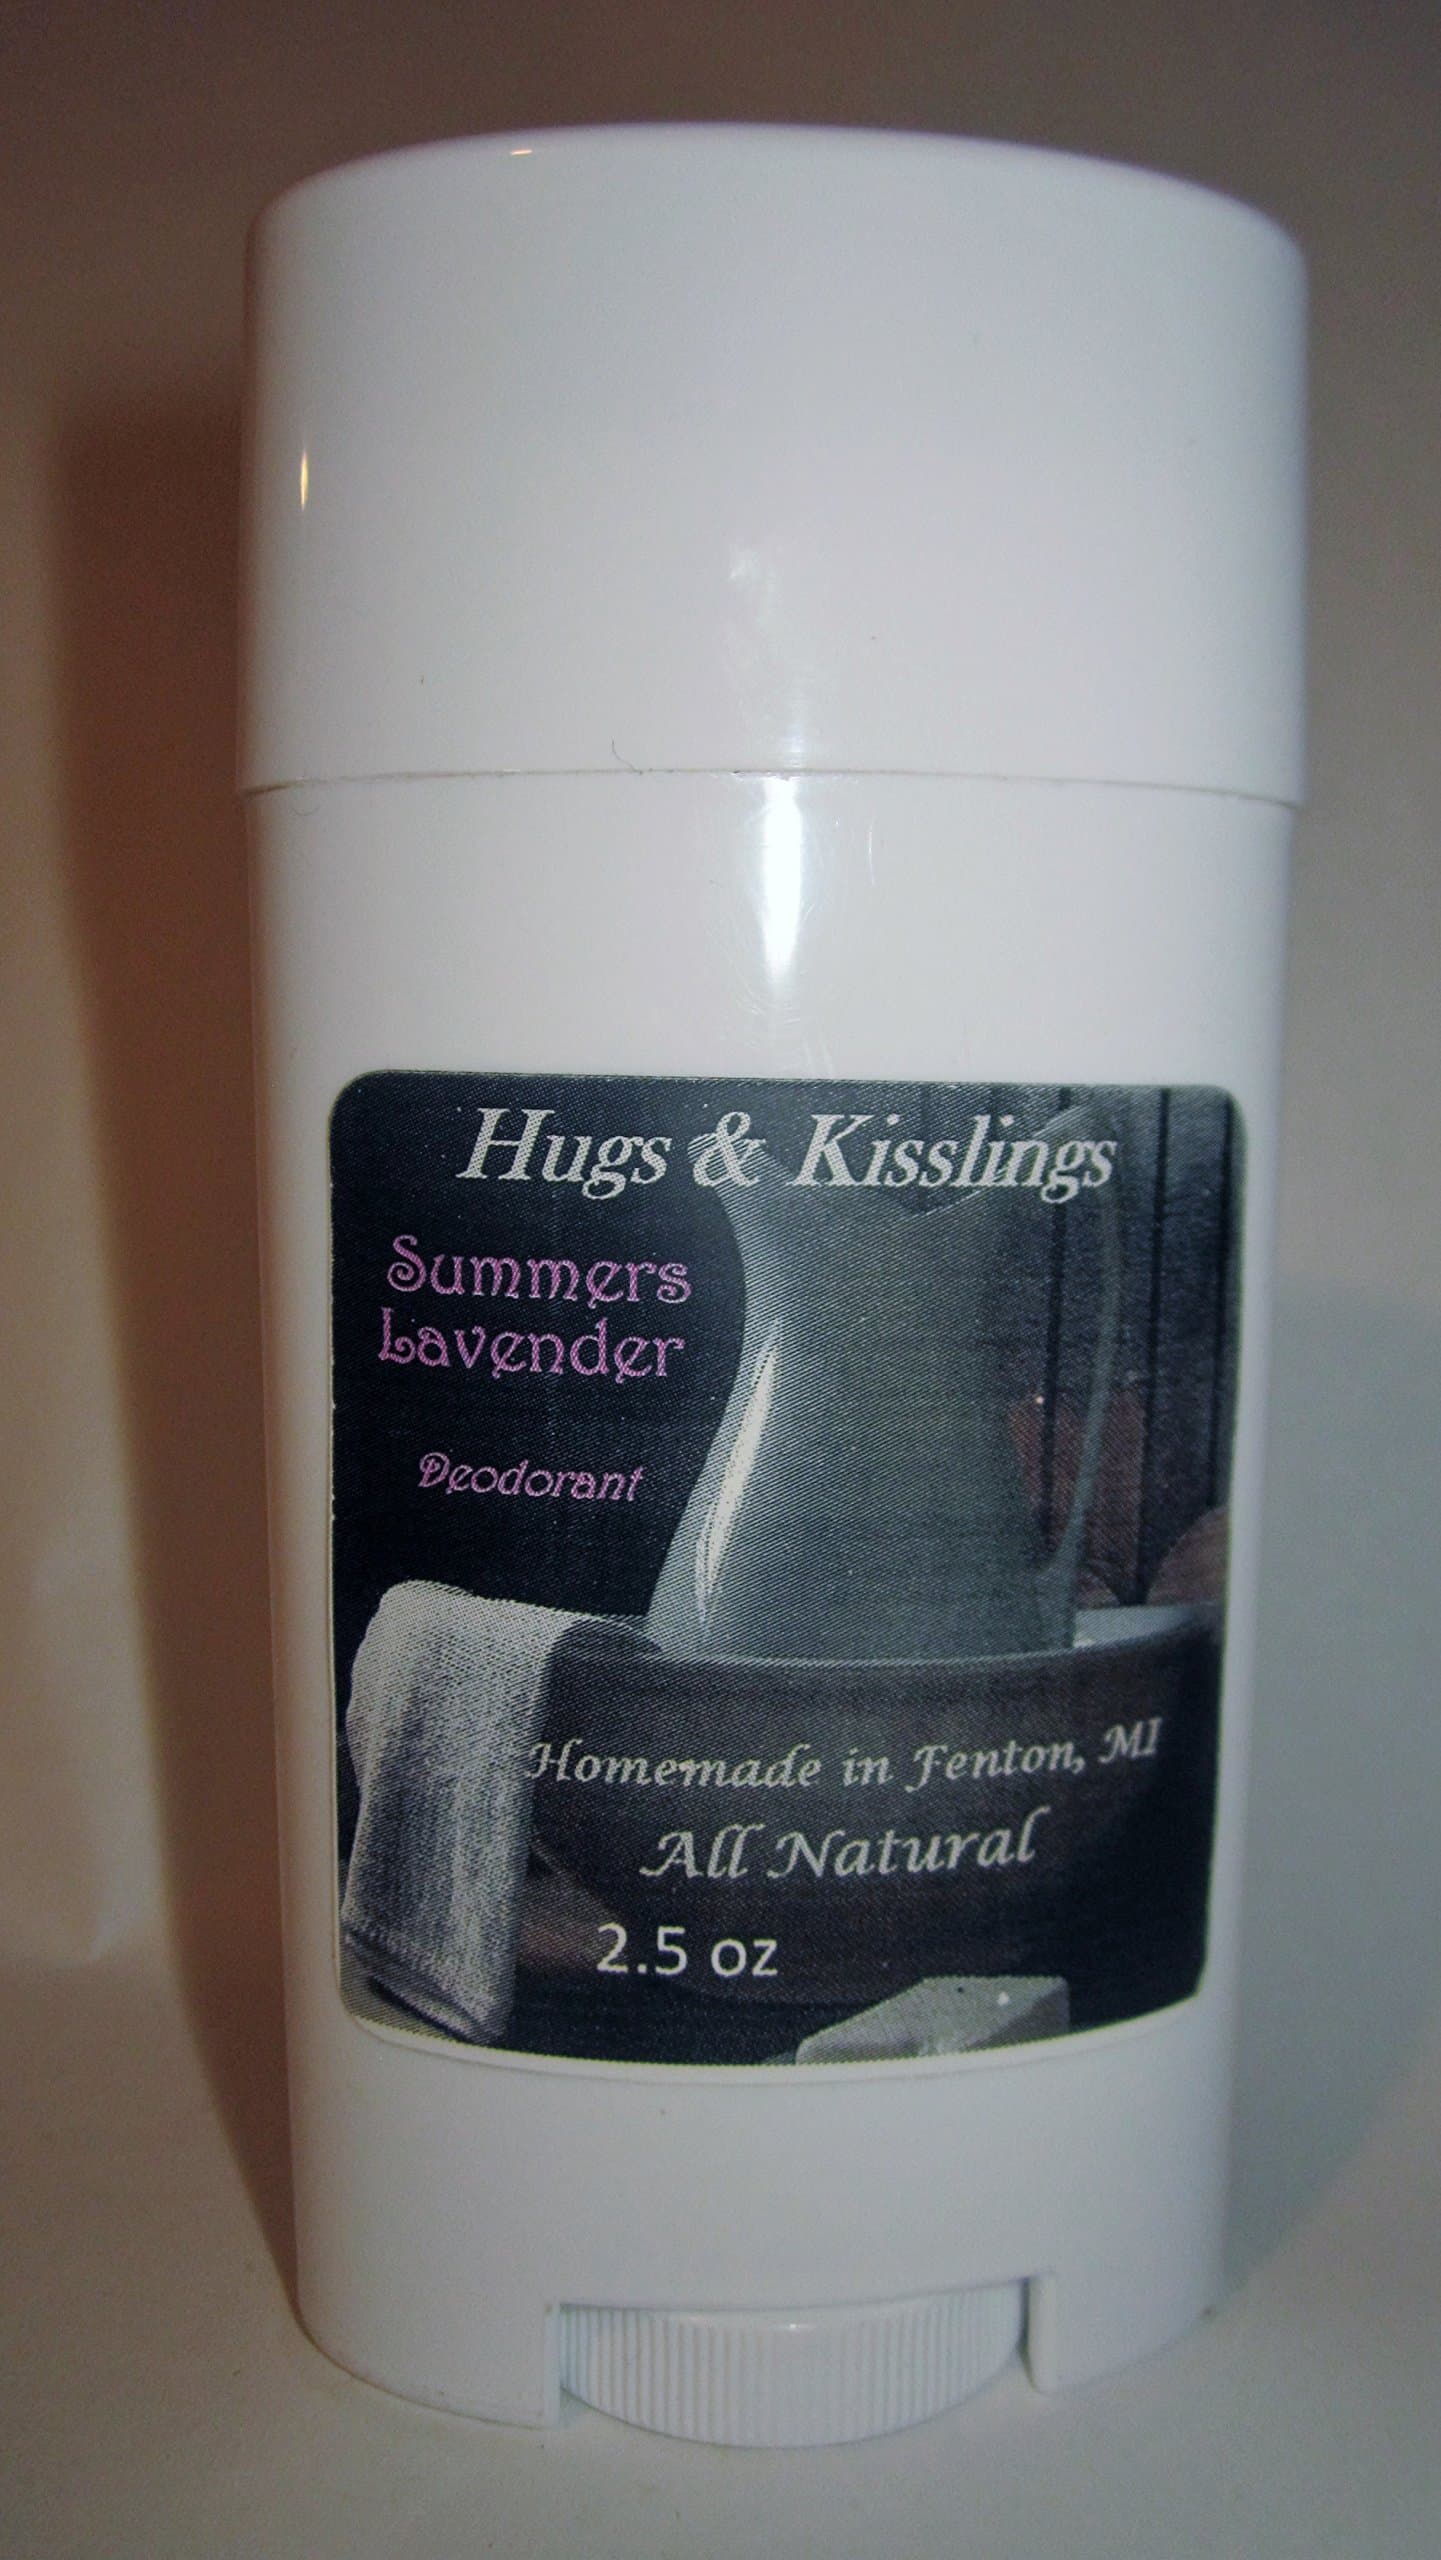 Hugs & Kisslings
Summers
Lavender
Deodorant
Homemade in Fenton, MI
All Natural
2.5 oz